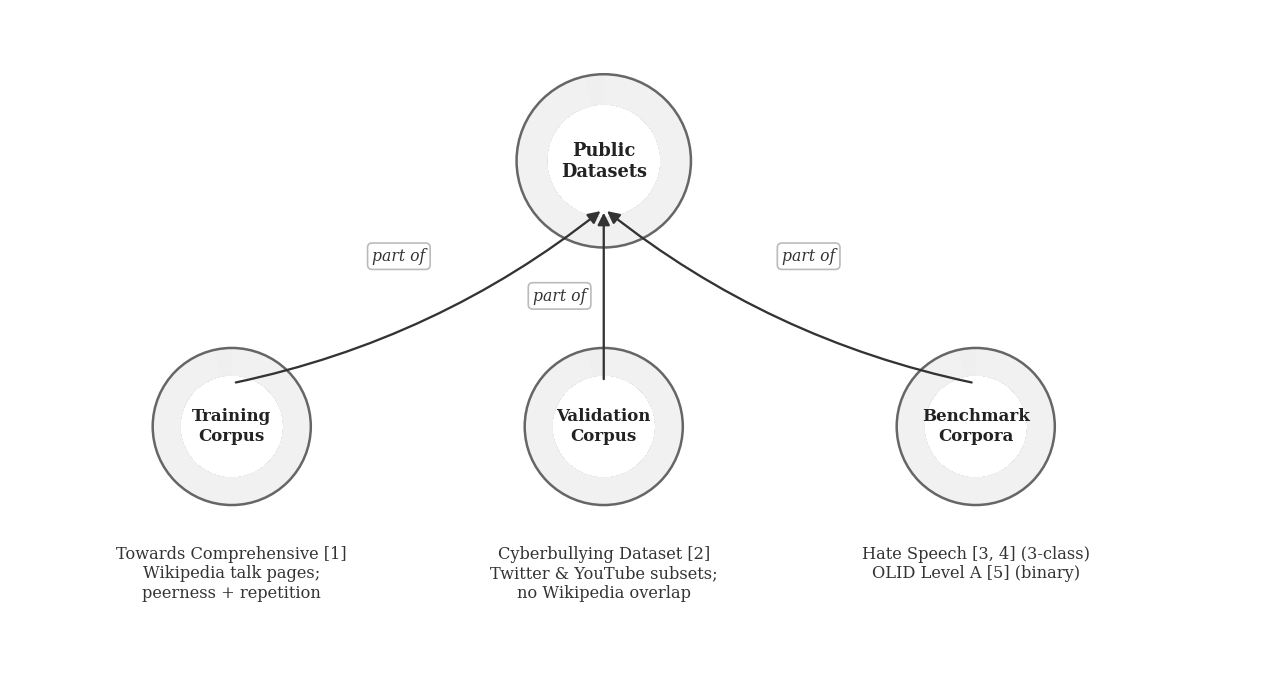 Public
Datasets
part of
part of
part of
Training
Corpus
Validation
Corpus
Benchmark
Corpora
Towards Comprehensive [1]
Wikipedia talk pages;
peerness + repetition
Cyberbullying Dataset [2]
Twitter & YouTube subsets;
no Wikipedia overlap
Hate Speech [3, 4] (3-class)
OLID Level A [5] (binary)